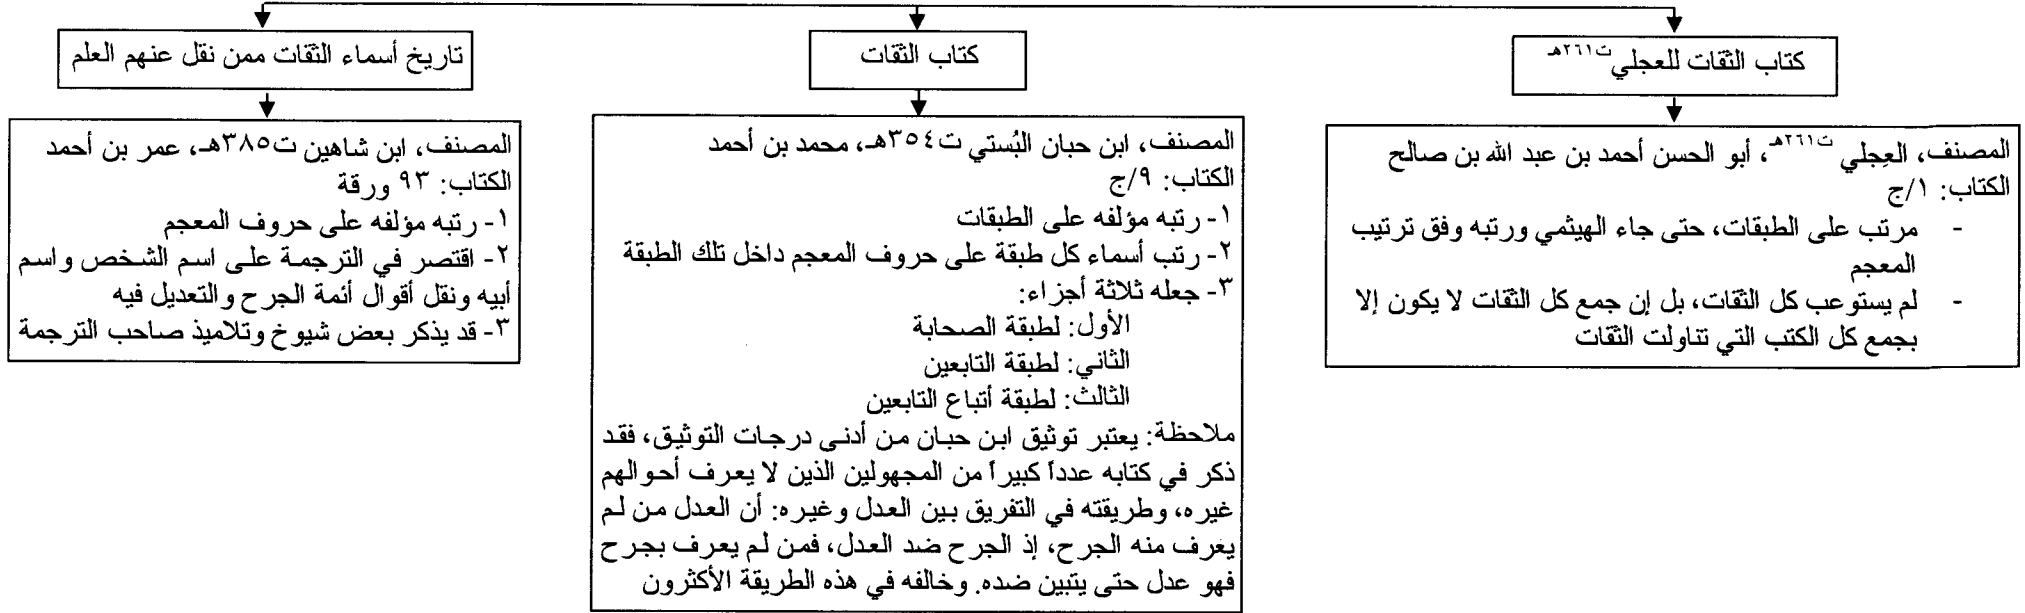 كتاب الثقات للعجلي ت٢٦١هـ
المصنف، العِجلي ت٢٦١هـ، أبو الحسن أحمد بن عبد الله بن صالح
الكتاب: ١/ج
- مرتب على الطبقات، حتى جاء الهيثمي ورتبه وفق ترتيب
المعجم
- لم يستوعب كل الثقات، بل إن جمع كل الثقات لا يكون إلا
بجمع كل الكتب التي تناولت الثقات
كتاب الثقات
المصنف، ابن حبان البُستي ت٣٥٤هـ، محمد بن أحمد
الكتاب: ٩/ج
١- رتبه مؤلفه على الطبقات
٢- رتب أسماء كل طبقة على حروف المعجم داخل تلك الطبقة
٣- جعله ثلاثة أجزاء:
الأول: لطبقة الصحابة
الثاني: لطبقة التابعين
الثالث: لطبقة أتباع التابعين
ملاحظة: يعتبر توثيق ابن حبان من أدنى درجات التوثيق، فقد
ذكر في كتابه عدداً كبيراً من المجهولين الذين لا يعرف أحوالهم
غيره، وطريقته في التفريق بين العدل وغيره: أن العدل من لم
يعرف منه الجرح، إذ الجرح ضد العدل، فمن لم يعرف بجرح
فهو عدل حتى يتبين ضده. وخالفه في هذه الطريقة الأكثرون
تاريخ أسماء الثقات ممن نقل عنهم العلم
المصنف، ابن شاهين ت٣٨٥هـ، عمر بن أحمد
الكتاب: ٩٣ ورقة
١- رتبه مؤلفه على حروف المعجم
٢- اقتصر في الترجمة على اسم الشخص واسم
أبيه ونقل أقوال أئمة الجرح والتعديل فيه
٣- قد يذكر بعض شيوخ وتلاميذ صاحب الترجمة